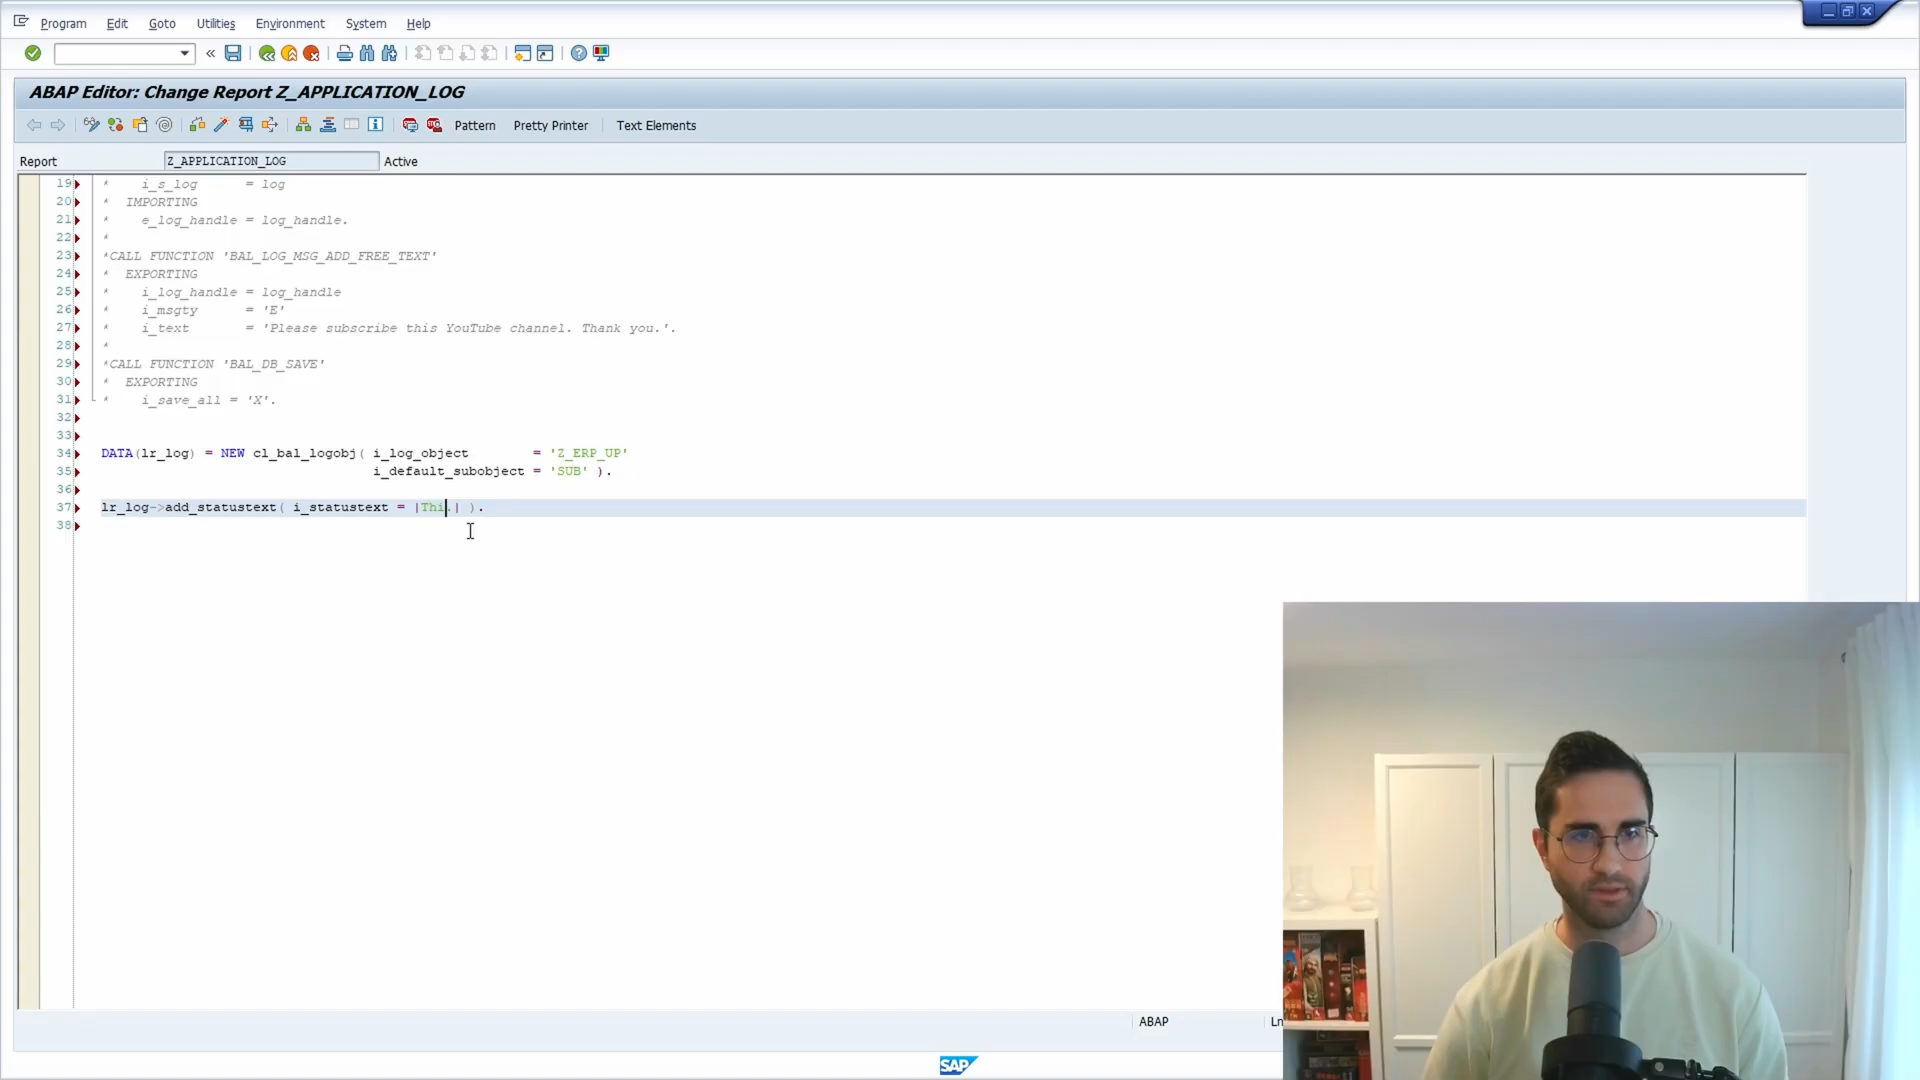 Program Edit Goto Utilities Environment System Help
ABAP Editor: Change Report Z_APPLICATION_LOG
Pattern Pretty Printer Text Elements
Report Z_APPLICATION_LOG Active
19 * i_s_log = log
20 * IMPORTING
21 * e_log_handle = log_handle.
22 *
23 *CALL FUNCTION 'BAL_LOG_MSG_ADD_FREE_TEXT'
24 * EXPORTING
25 * i_log_handle = log_handle
26 * i_msgty = 'E'
27 * i_text = 'Please subscribe this YouTube channel. Thank you.'.
28 *
29 *CALL FUNCTION 'BAL_DB_SAVE'
30 * EXPORTING
31 * i_save_all = 'X'.
32
33
34 DATA(lr_log) = NEW cl_bal_logobj( i_log_object = 'Z_ERP_UP'
35 i_default_subobject = 'SUB' ).
36
37 lr_log->add_statustext( i_statustext = |Thi.| ).
38
ABAP Ln
SAP